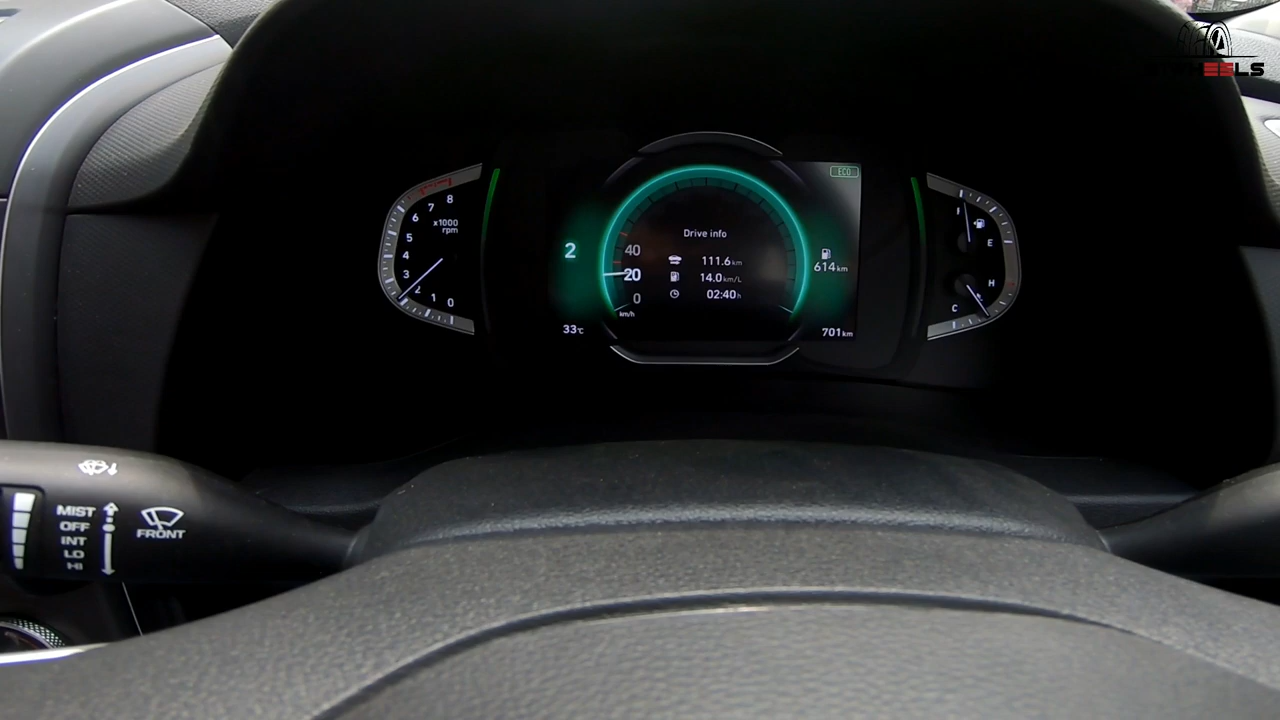 ECO
8
7
6
x1000
rpm
5
4
3
2
1
0
2
Drive info
40
20
0
km/h
111.6km
14.0km/L
02:40h
614km
33℃
701km
E
H
C
MIST
OFF
INT
LO
HI
FRONT